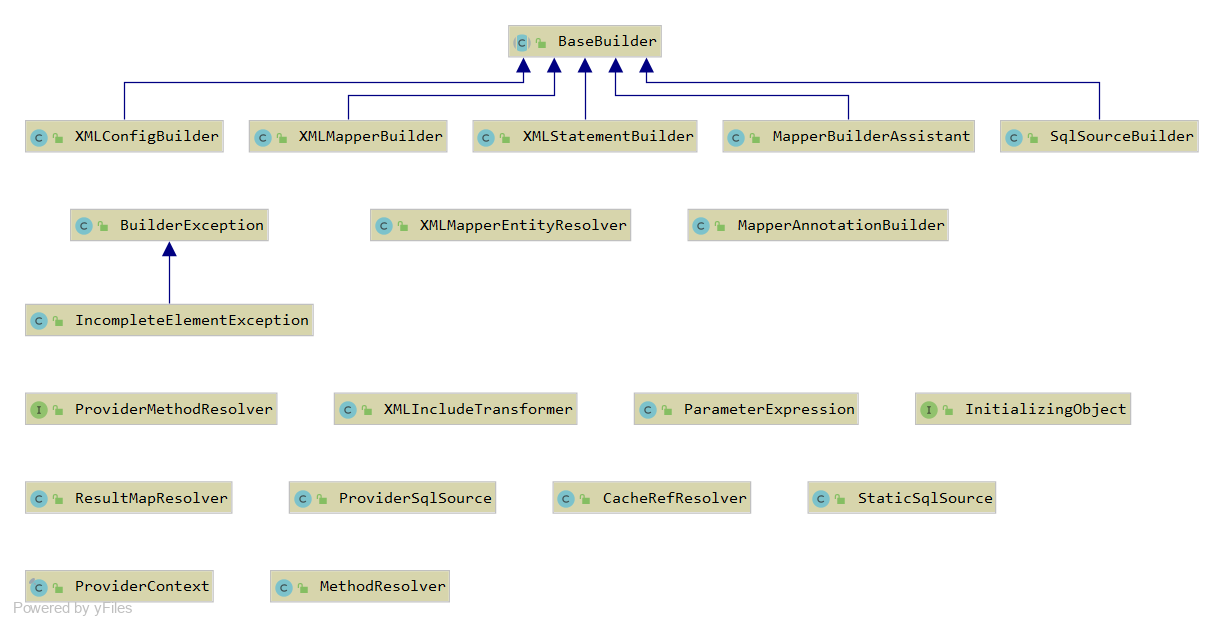 BaseBuilder
XMLConfigBuilder XMLMapperBuilder XMLStatementBuilder MapperBuilderAssistant SqlSourceBuilder
BuilderException XMLMapperEntityResolver MapperAnnotationBuilder
IncompleteElementException
ProviderMethodResolver XMLIncludeTransformer ParameterExpression InitializingObject
ResultMapResolver ProviderSqlSource CacheRefResolver StaticSqlSource
ProviderContext MethodResolver
Powered by yFiles